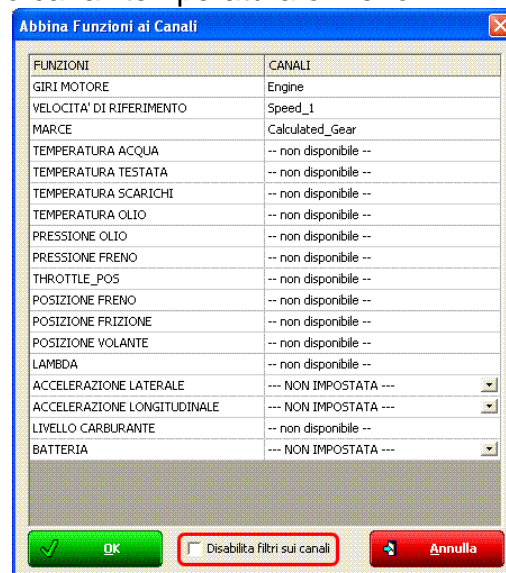 Abbina Funzioni ai Canali
FUNZIONI CANALI
GIRI MOTORE Engine
VELOCITA' DI RIFERIMENTO Speed_1
MARCE Calculated_Gear
TEMPERATURA ACQUA -- non disponibile --
TEMPERATURA TESTATA -- non disponibile --
TEMPERATURA SCARICHI -- non disponibile --
TEMPERATURA OLIO -- non disponibile --
PRESSIONE OLIO -- non disponibile --
PRESSIONE FRENO -- non disponibile --
THROTTLE_POS -- non disponibile --
POSIZIONE FRENO -- non disponibile --
POSIZIONE FRIZIONE -- non disponibile --
POSIZIONE VOLANTE -- non disponibile --
LAMBDA -- non disponibile --
ACCELERAZIONE LATERALE --- NON IMPOSTATA ---
ACCELERAZIONE LONGITUDINALE --- NON IMPOSTATA ---
LIVELLO CARBURANTE -- non disponibile --
BATTERIA --- NON IMPOSTATA ---
OK Disabilita filtri sui canali Annulla